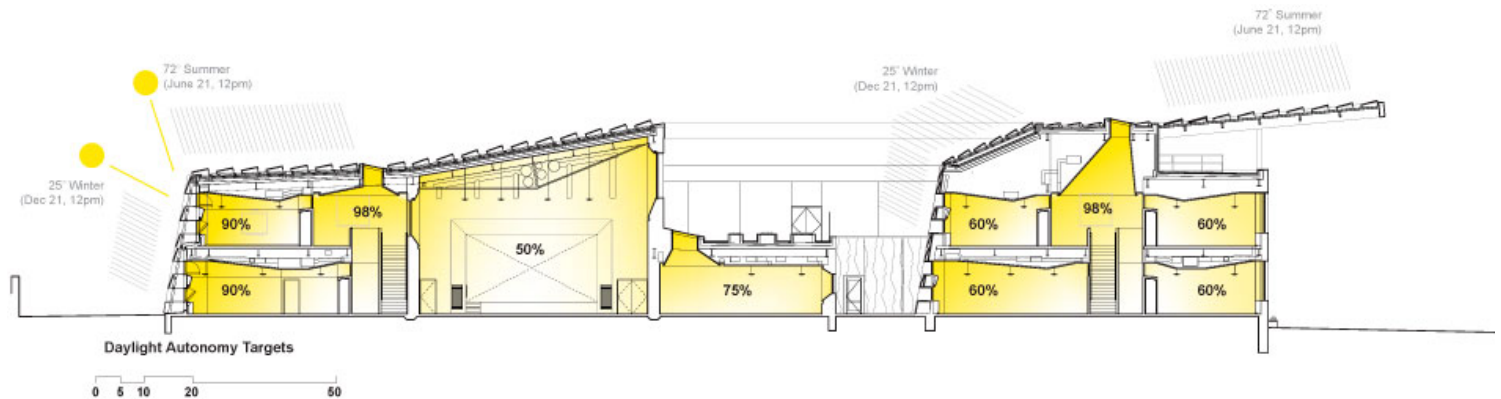 72° Summer
(June 21, 12pm)
25° Winter
(Dec 21, 12pm)
25° Winter
(Dec 21, 12pm)
72° Summer
(June 21, 12pm)
90%
98%
50%
60%
98%
60%
90%
75%
60%
60%
Daylight Autonomy Targets
0 5 10 20 50